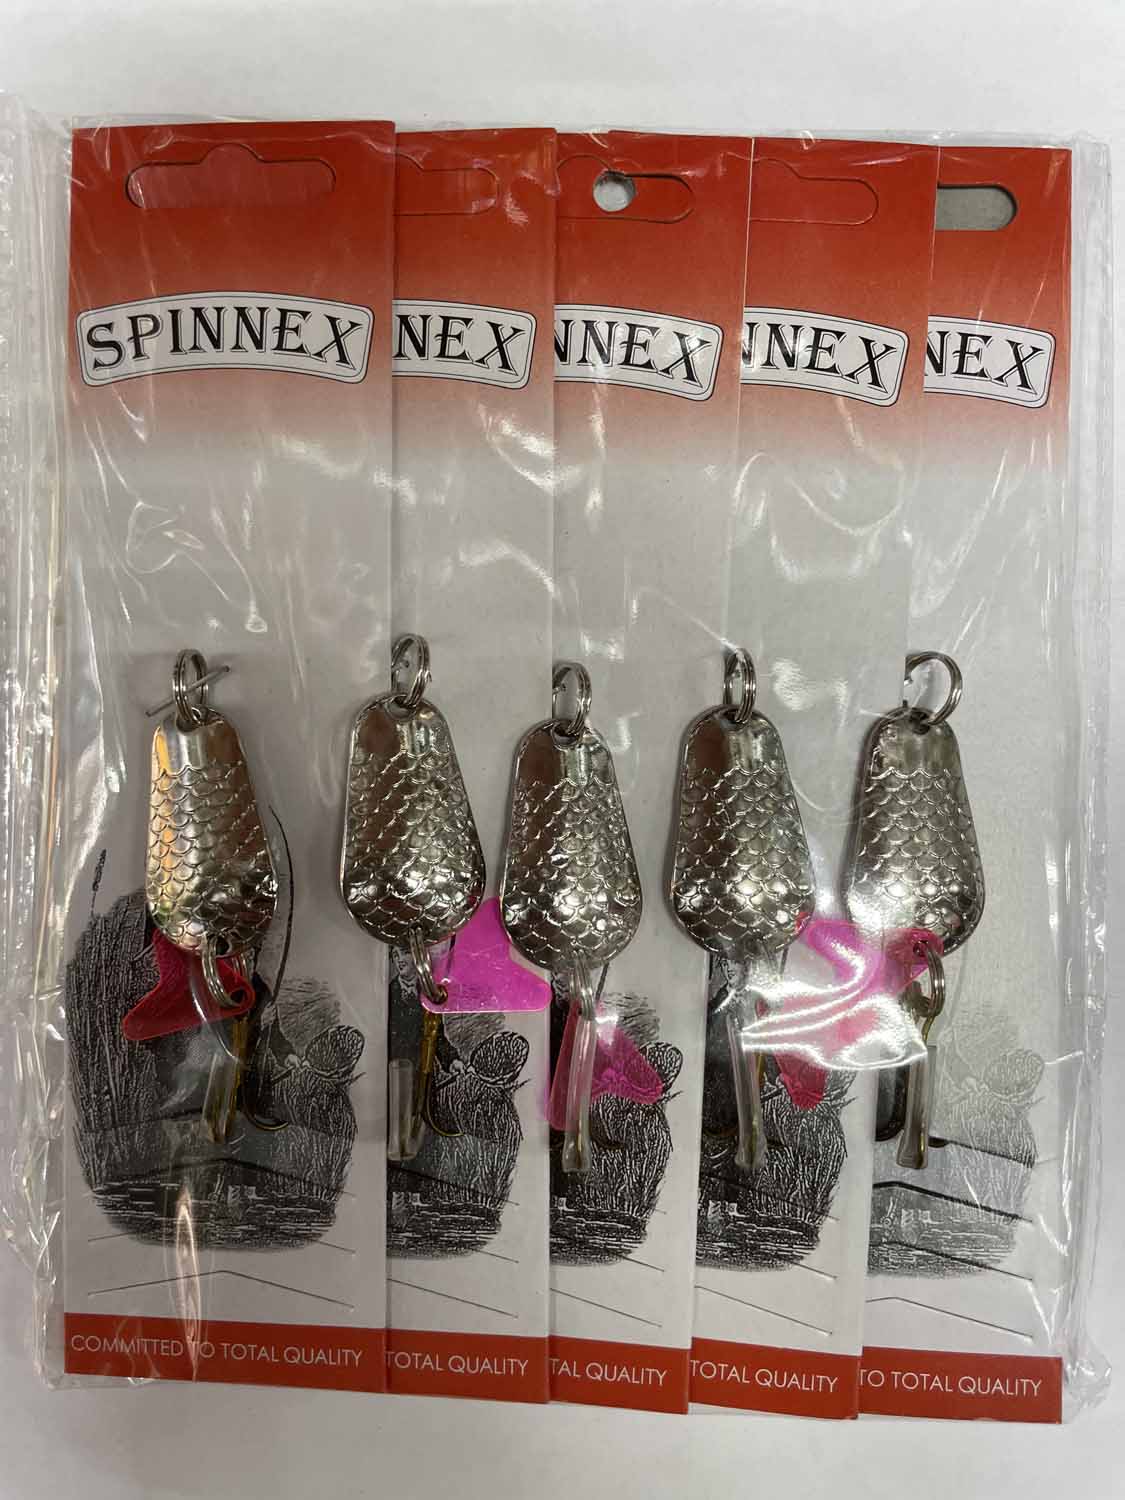 SPINNEX
NEX
NNEX
NNEX
NEX
COMMITTED TO TOTAL QUALITY
TOTAL QUALITY
TAL QUALITY
TOTAL QUALITY
TO TOTAL QUALITY